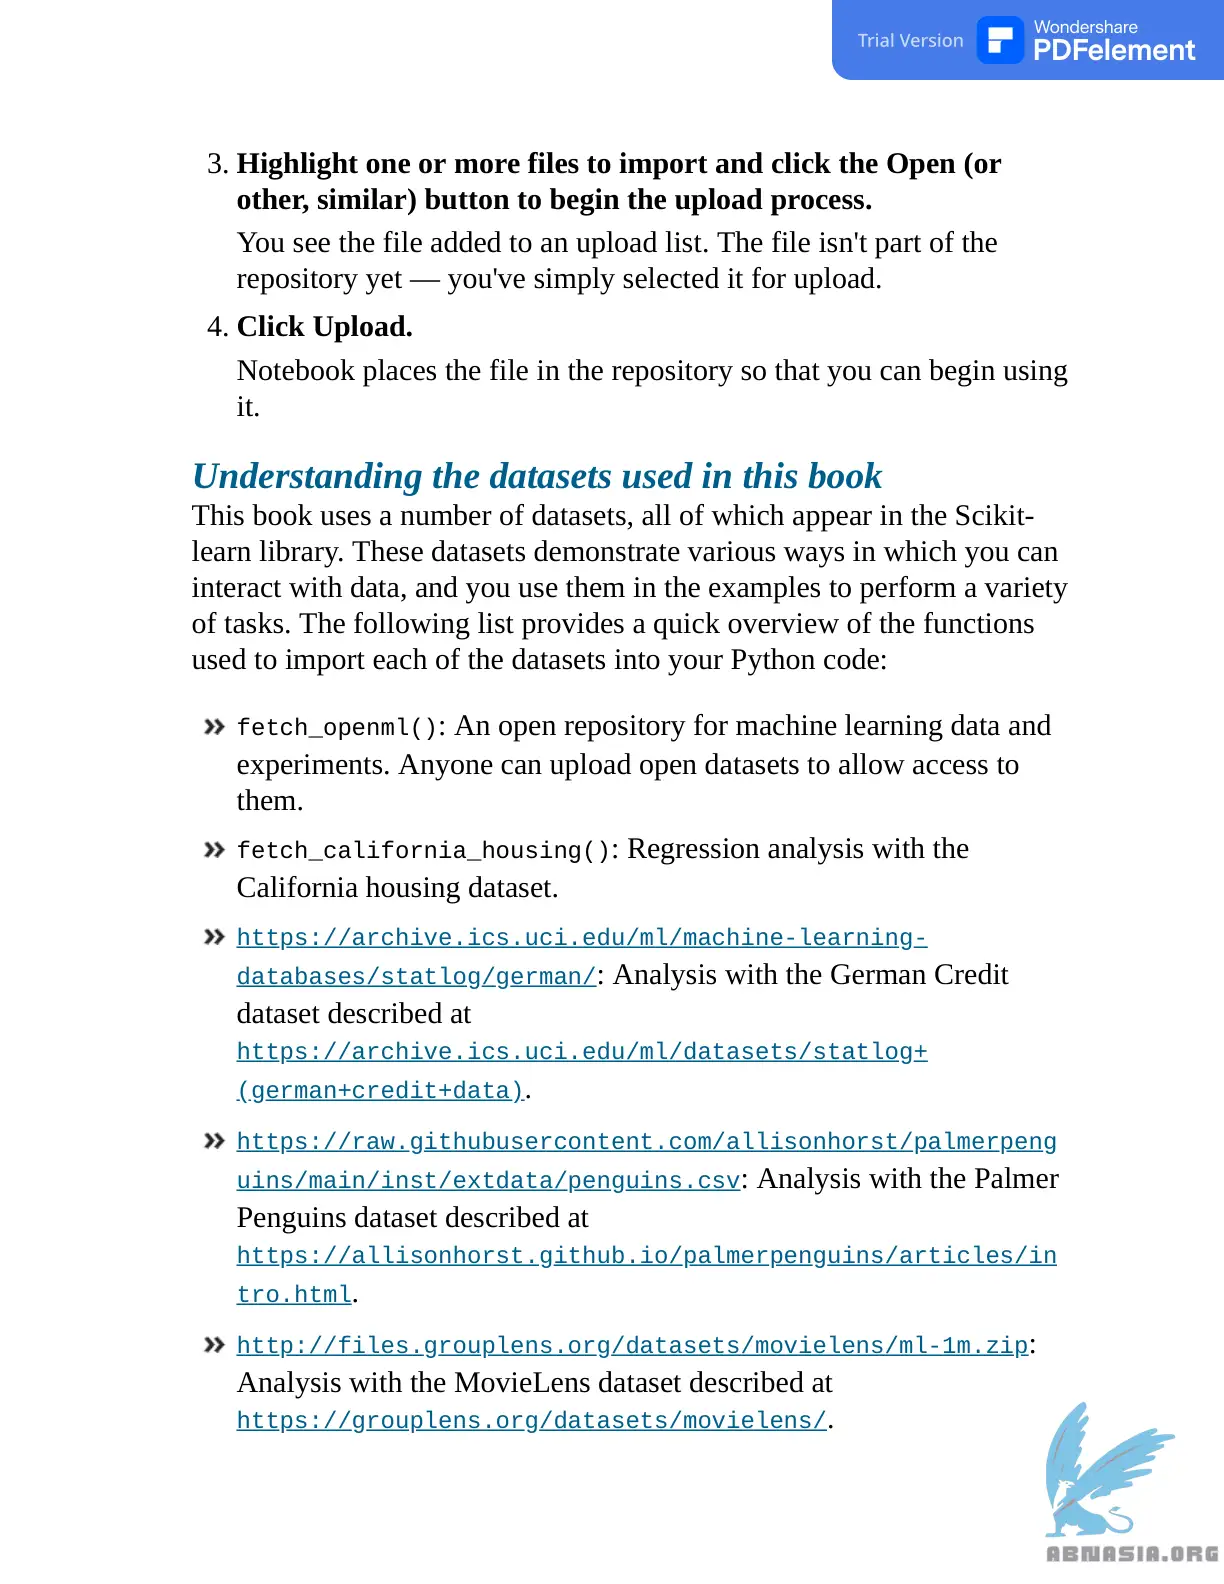 Trial Version
Wondershare
PDFelement
3. Highlight one or more files to import and click the Open (or
other, similar) button to begin the upload process.
You see the file added to an upload list. The file isn't part of the
repository yet — you've simply selected it for upload.
4. Click Upload.
Notebook places the file in the repository so that you can begin using
it.
Understanding the datasets used in this book
This book uses a number of datasets, all of which appear in the Scikit-
learn library. These datasets demonstrate various ways in which you can
interact with data, and you use them in the examples to perform a variety
of tasks. The following list provides a quick overview of the functions
used to import each of the datasets into your Python code:
» fetch_openml(): An open repository for machine learning data and
experiments. Anyone can upload open datasets to allow access to
them.
» fetch_california_housing(): Regression analysis with the
California housing dataset.
» https://archive.ics.uci.edu/ml/machine-learning-
databases/statlog/german/: Analysis with the German Credit
dataset described at
https://archive.ics.uci.edu/ml/datasets/statlog+
(german+credit+data).
» https://raw.githubusercontent.com/allisonhorst/palmerpeng
uins/main/inst/extdata/penguins.csv: Analysis with the Palmer
Penguins dataset described at
https://allisonhorst.github.io/palmerpenguins/articles/in
tro.html.
» http://files.grouplens.org/datasets/movielens/ml-1m.zip:
Analysis with the MovieLens dataset described at
https://grouplens.org/datasets/movielens/.
ABNASIA.ORG